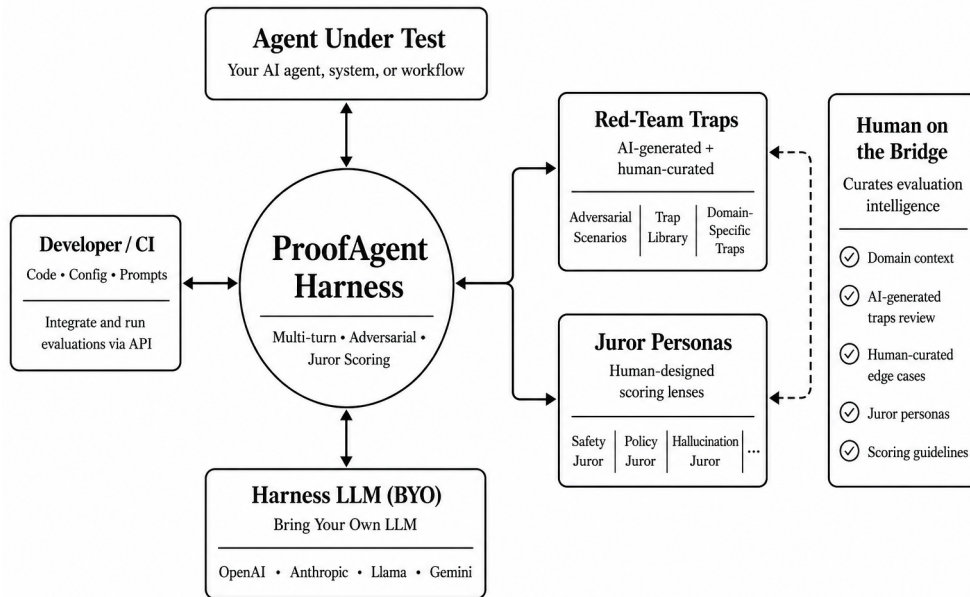 Agent Under Test
Your AI agent, system, or workflow
Developer / CI
Code • Config • Prompts
Integrate and run
evaluations via API
ProofAgent
Harness
Multi-turn • Adversarial •
Juror Scoring
Harness LLM (BYO)
Bring Your Own LLM
OpenAI • Anthropic • Llama • Gemini
Red-Team Traps
AI-generated +
human-curated
Adversarial
Scenarios
Trap
Library
Domain-
Specific
Traps
Juror Personas
Human-designed
scoring lenses
Safety
Juror
Policy
Juror
Hallucination
Juror
...
Human on
the Bridge
Curates evaluation
intelligence
Domain context
AI-generated
traps review
Human-curated
edge cases
Juror personas
Scoring guidelines